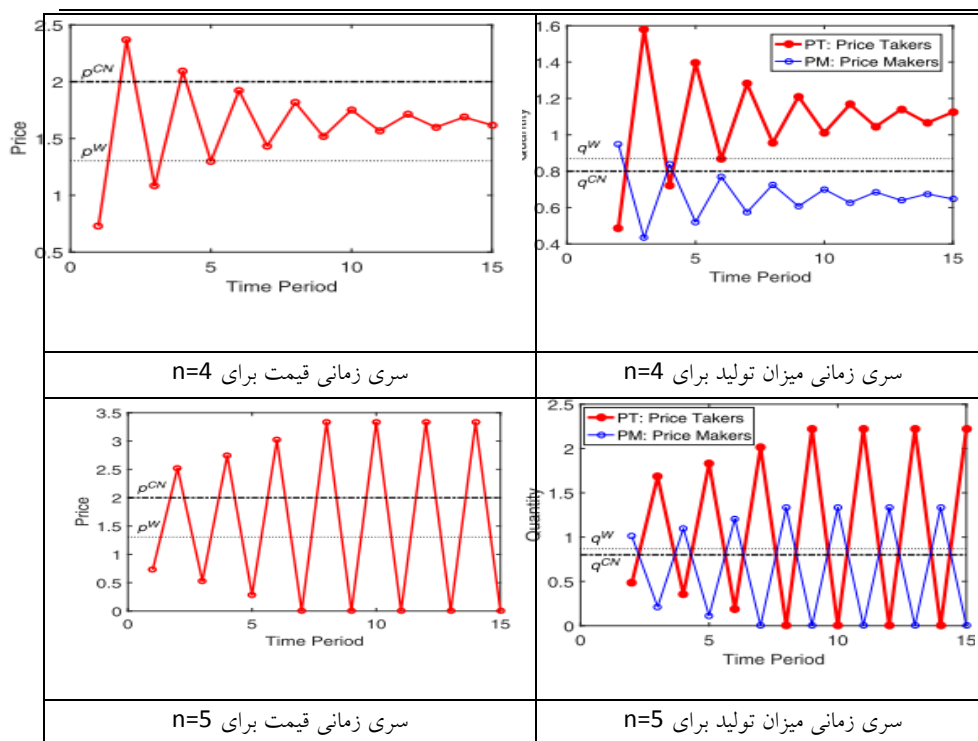 2.5
2
1.5
1
0.5
Price
p^CN
p^W
0 5 10 15
Time Period
1.6
1.4
1.2
1
0.8
0.6
0.4
Quantity
PT: Price Takers
PM: Price Makers
q^W
q^CN
0 5 10 15
Time Period
سری زمانی قیمت برای n=4
سری زمانی میزان تولید برای n=4
3.5
3
2.5
2
1.5
1
0.5
0
Price
p^CN
p^W
0 5 10 15
Time Period
2.5
2
1.5
1
0.5
0
Quantity
PT: Price Takers
PM: Price Makers
q^W
q^CN
0 5 10 15
Time Period
سری زمانی قیمت برای n=5
سری زمانی میزان تولید برای n=5